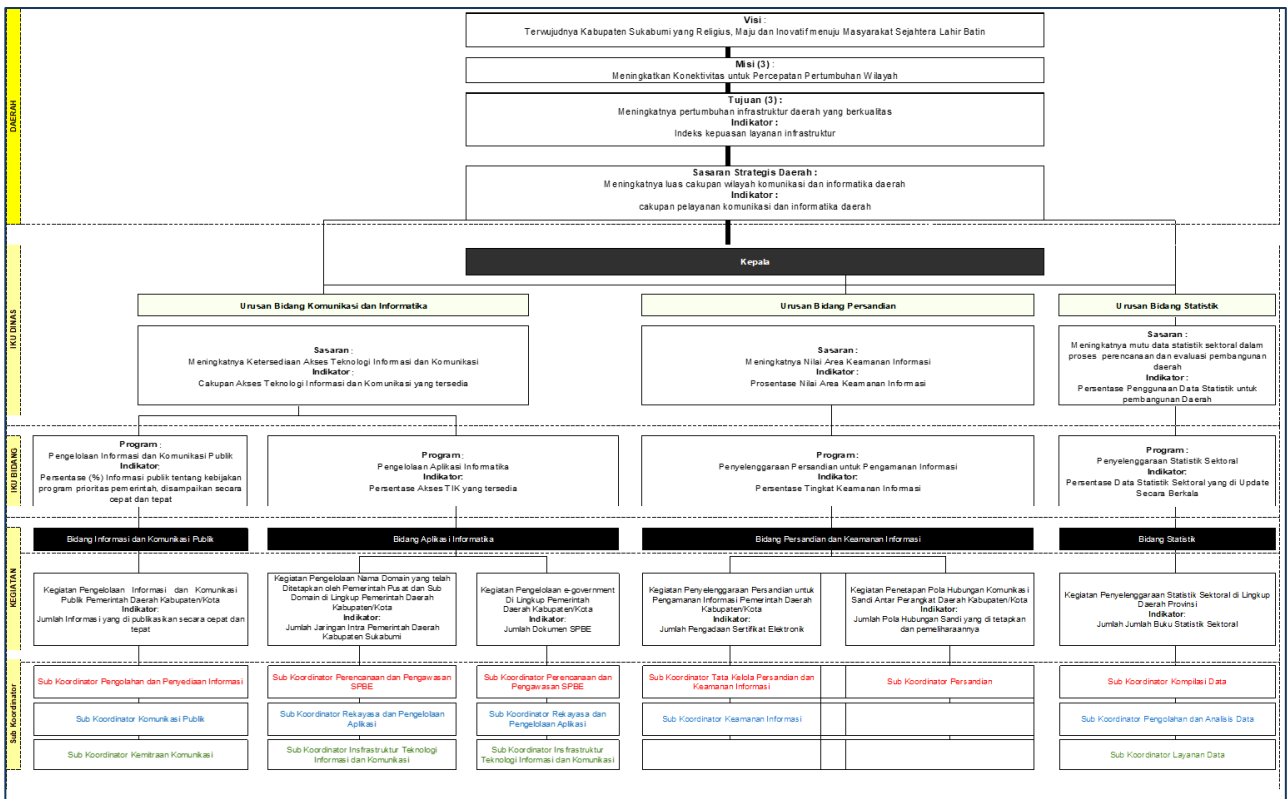 Visi :
Terwujudnya Kabupaten Sukabumi yang Religius, Maju dan Inovatif menuju Masyarakat Sejahtera Lahir Batin
Misi (3) :
Meningkatkan Konektivitas untuk Percepatan Pertumbuhan Wilayah
Tujuan (3) :
Meningkatnya pertumbuhan infrastruktur daerah yang berkualitas
Indikator :
Indeks kepuasan layanan infrastruktur
Sasaran Strategis Daerah :
Meningkatnya luas cakupan wilayah komunikasi dan informatika daerah
Indikator :
cakupan pelayanan komunikasi dan informatika daerah
DAERAH
Kepala
IKU DINAS
Urusan Bidang Komunikasi dan Informatika
Sasaran :
Meningkatnya Ketersediaan Akses Teknologi Informasi dan Komunikasi
Indikator :
Cakupan Akses Teknologi Informasi dan Komunikasi yang tersedia
Urusan Bidang Persandian
Sasaran :
Meningkatnya Nilai Area Keamanan Informasi
Indikator :
Prosentase Nilai Area Keamanan Informasi
Urusan Bidang Statistik
Sasaran :
Meningkatnya mutu data statistik sektoral dalam
proses perencanaan dan evaluasi pembangunan
daerah
Indikator :
Persentase Penggunaan Data Statistik untuk
pembangunan Daerah
IKU BIDANG
Program :
Pengelolaan Informasi dan Komunikasi Publik
Indikator:
Persentase (%) Informasi publik tentang kebijakan
program prioritas pemerintah, disampaikan secara
cepat dan tepat
Program :
Pengelolaan Aplikasi Informatika
Indikator:
Persentase Akses TIK yang tersedia
Program :
Penyelenggaraan Persandian untuk Pengamanan Informasi
Indikator:
Persentase Tingkat Keamanan Informasi
Program :
Penyelenggaraan Statistik Sektoral
Indikator:
Persentase Data Statistik Sektoral yang di Update
Secara Berkala
KEGIATAN
Bidang Informasi dan Komunikasi Publik
Bidang Aplikasi Informatika
Bidang Persandian dan Keamanan Informasi
Bidang Statistik
Kegiatan Pengelolaan Informasi dan Komunikasi
Publik Pemerintah Daerah Kabupaten/Kota
Indikator:
Jumlah Informasi yang di publikasikan secara cepat dan
tepat
Kegiatan Pengelolaan Nama Domain yang telah
Ditetapkan oleh Pemerintah Pusat dan Sub
Domain di Lingkup Pemerintah Daerah
Kabupaten/Kota
Indikator:
Jumlah Jaringan Intra Pemerintah Daerah
Kabupaten Sukabumi
Kegiatan Pengelolaan e-government
Di Lingkup Pemerintah
Daerah Kabupaten/Kota
Indikator:
Jumlah Dokumen SPBE
Kegiatan Penyelenggaraan Persandian untuk
Pengamanan Informasi Pemerintah Daerah
Kabupaten/Kota
Indikator:
Jumlah Pengadaan Sertifikat Elektronik
Kegiatan Penetapan Pola Hubungan Komunikasi
Sandi Antar Perangkat Daerah Kabupaten/Kota
Indikator:
Jumlah Pola Hubungan Sandi yang di tetapkan
dan pemeliharaannya
Kegiatan Penyelenggaran Statistik Sektoral di Lingkup
Daerah Provinsi
Indikator:
Jumlah Jumlah Buku Statistik Sektoral
Sub Koordinator
Sub Koordinator Pengolahan dan Penyediaan Informasi
Sub Koordinator Perencanaan dan Pengawasan
SPBE
Sub Koordinator Perencanaan dan
Pengawasan SPBE
Sub Koordinator Tata Kelola Persandian dan
Keamanan Informasi
Sub Koordinator Persandian
Sub Koordinator Kompilasi Data
Sub Koordinator Komunikasi Publik
Sub Koordinator Rekayasa dan Pengelolaan
Aplikasi
Sub Koordinator Rekayasa dan
Pengelolaan Aplikasi
Sub Koordinator Keamanan Informasi
Sub Koordinator Pengolahan dan Analisis Data
Sub Koordinator Kemitraan Komunikasi
Sub Koordinator Insfrastruktur Teknologi
Informasi dan Komunikasi
Sub Koordinator Insfrastruktur
Teknologi Informasi dan Komunikasi
Sub Koordinator Layanan Data